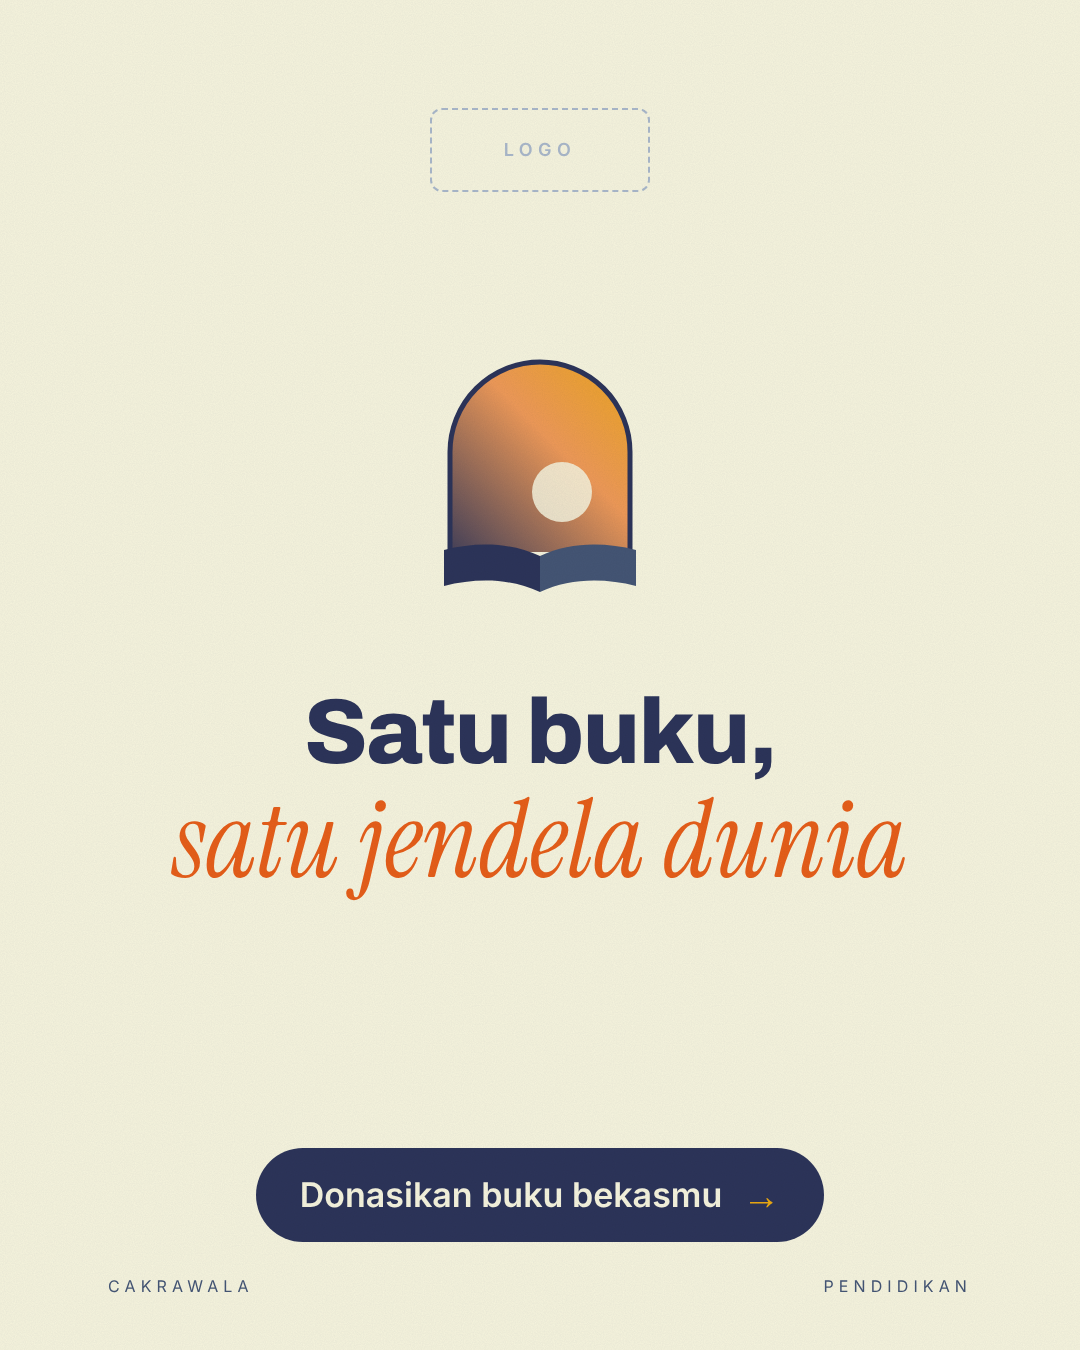 LOGO
Satu buku,
satu jendela dunia
Donasikan buku bekasmu →
CAKRAWALA
PENDIDIKAN